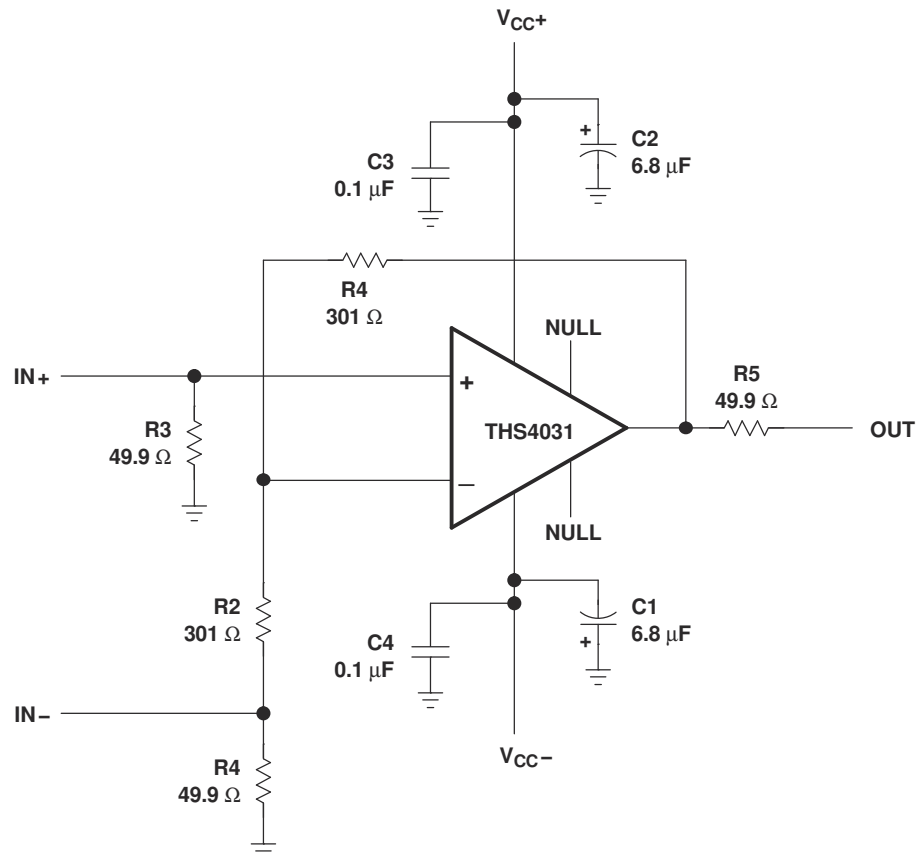 VCC+
C2
6.8 μF
C3
0.1 μF
R4
301 Ω
NULL
IN+
+
R5
49.9 Ω
R3
49.9 Ω
THS4031
OUT
−
NULL
R2
301 Ω
C1
6.8 μF
C4
0.1 μF
IN−
VCC−
R4
49.9 Ω
+
+